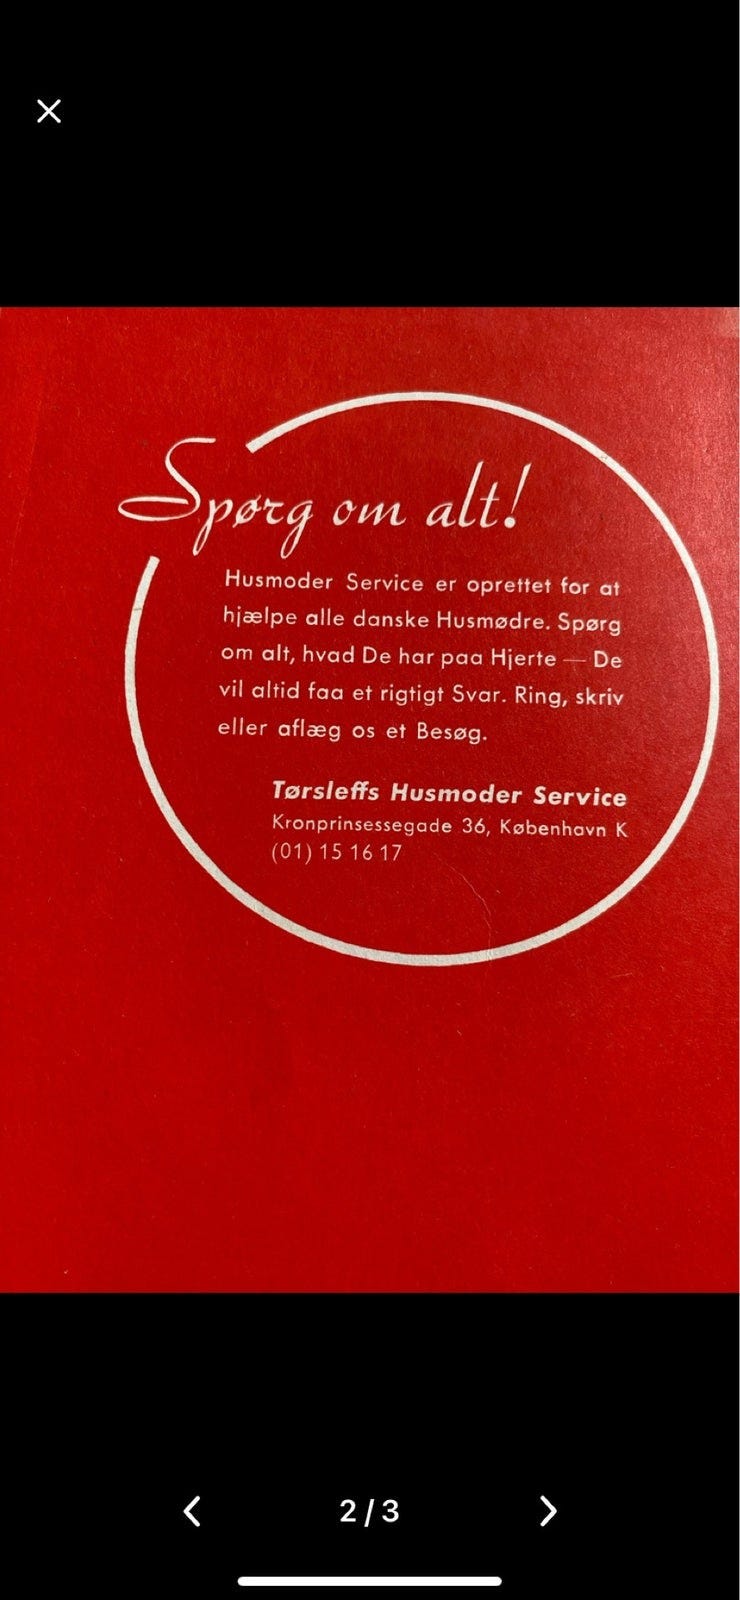 Spørg om alt!
Husmoder Service er oprettet for at
hjælpe alle danske Husmødre. Spørg
om alt, hvad De har paa Hjerte — De
vil altid faa et rigtigt Svar. Ring, skriv
eller aflæg os et Besøg.
Tørsleffs Husmoder Service
Kronprinsessegade 36, København K
(01) 15 16 17
2/3